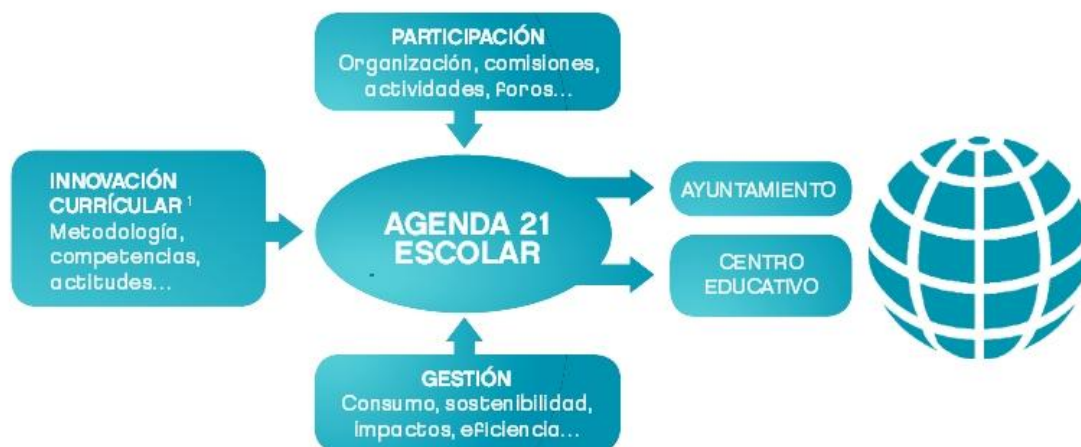 PARTICIPACIÓN
Organización, comisiones,
actividades, foros...
INNOVACIÓN
CURRÍCULAR ¹
Metodología,
competencias,
actitudes...
AGENDA 21
ESCOLAR
AYUNTAMIENTO
CENTRO
EDUCATIVO
GESTIÓN
Consumo, sostenibilidad,
impactos, eficiencia...